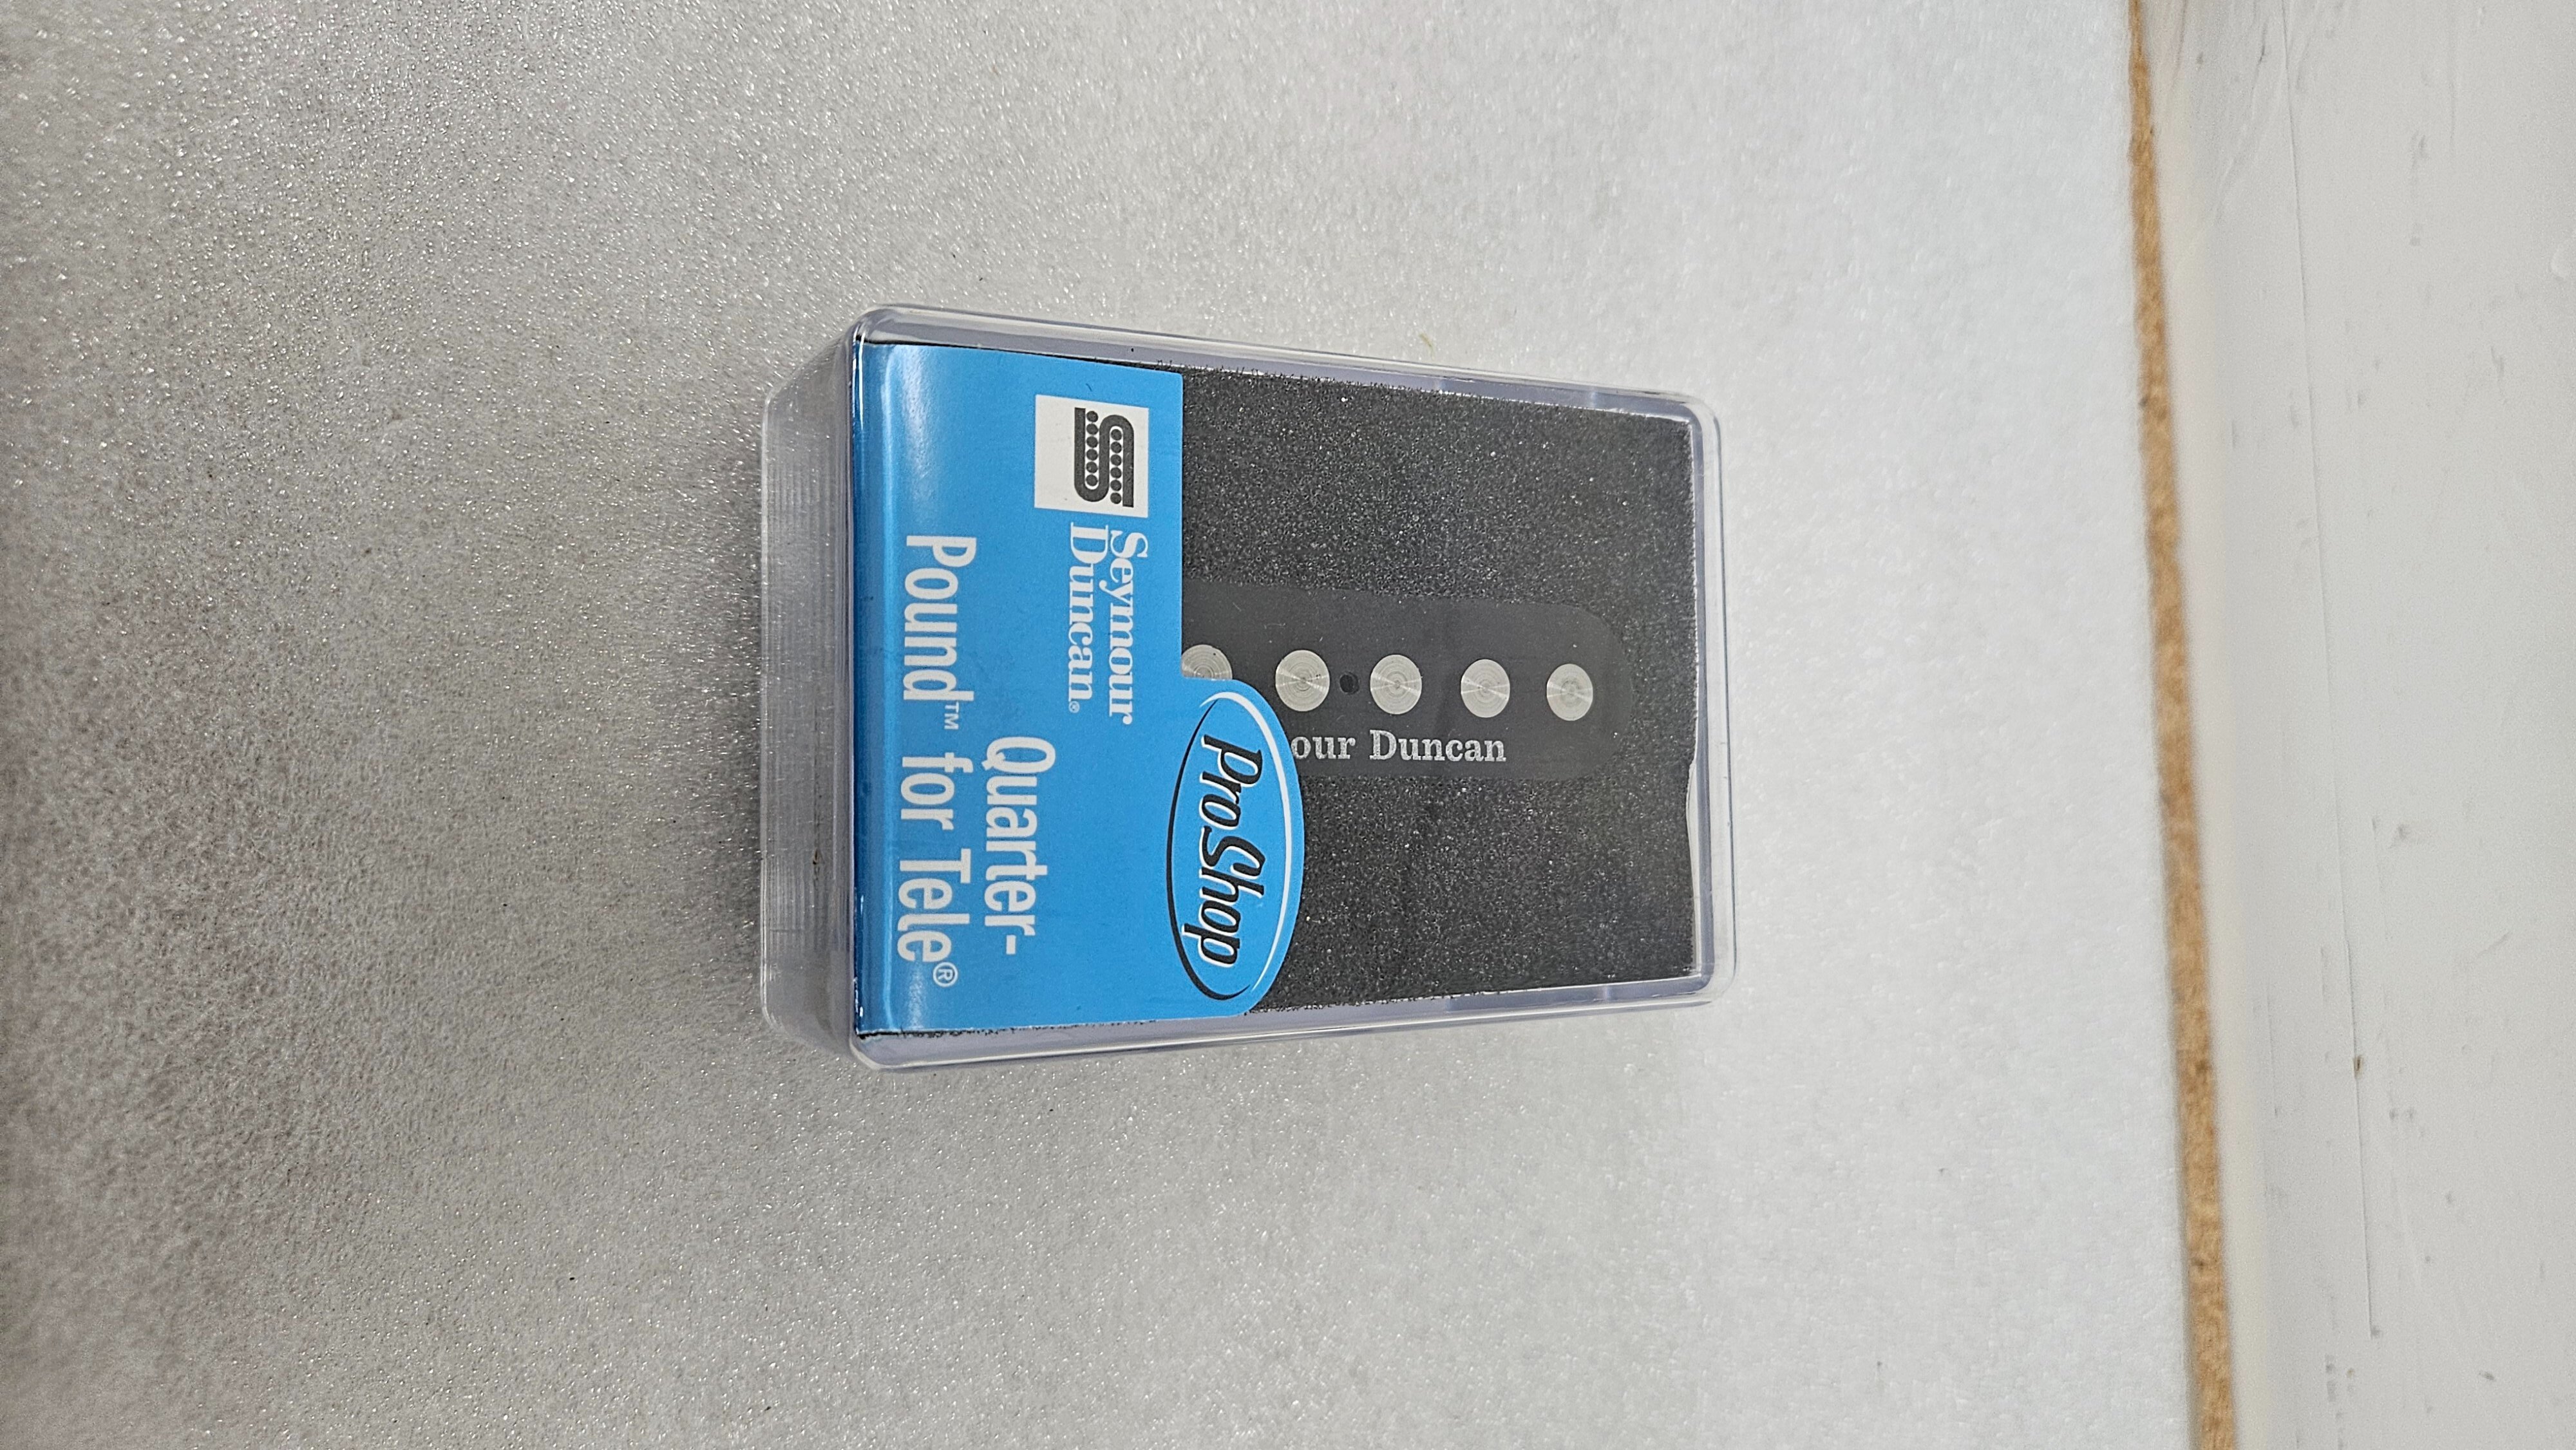 Seymour
Duncan®
Quarter-
Pound™ for Tele®
ProShop
our Duncan